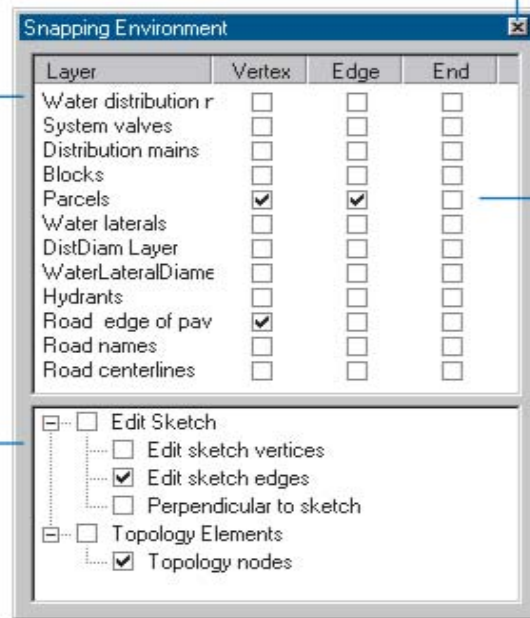 Snapping Environment
Layer Vertex Edge End
Water distribution r
System valves
Distribution mains
Blocks
Parcels
Water laterals
DistDiam Layer
WaterLateralDiame
Hydrants
Road edge of pav
Road names
Road centerlines
Edit Sketch
Edit sketch vertices
Edit sketch edges
Perpendicular to sketch
Topology Elements
Topology nodes